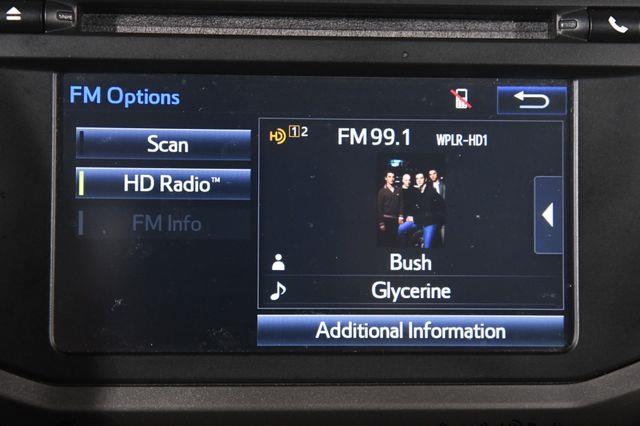 FM Options
Scan
HD Radio™
FM Info
HD 1 2 FM 99.1 WPLR-HD1
Bush
Glycerine
Additional Information